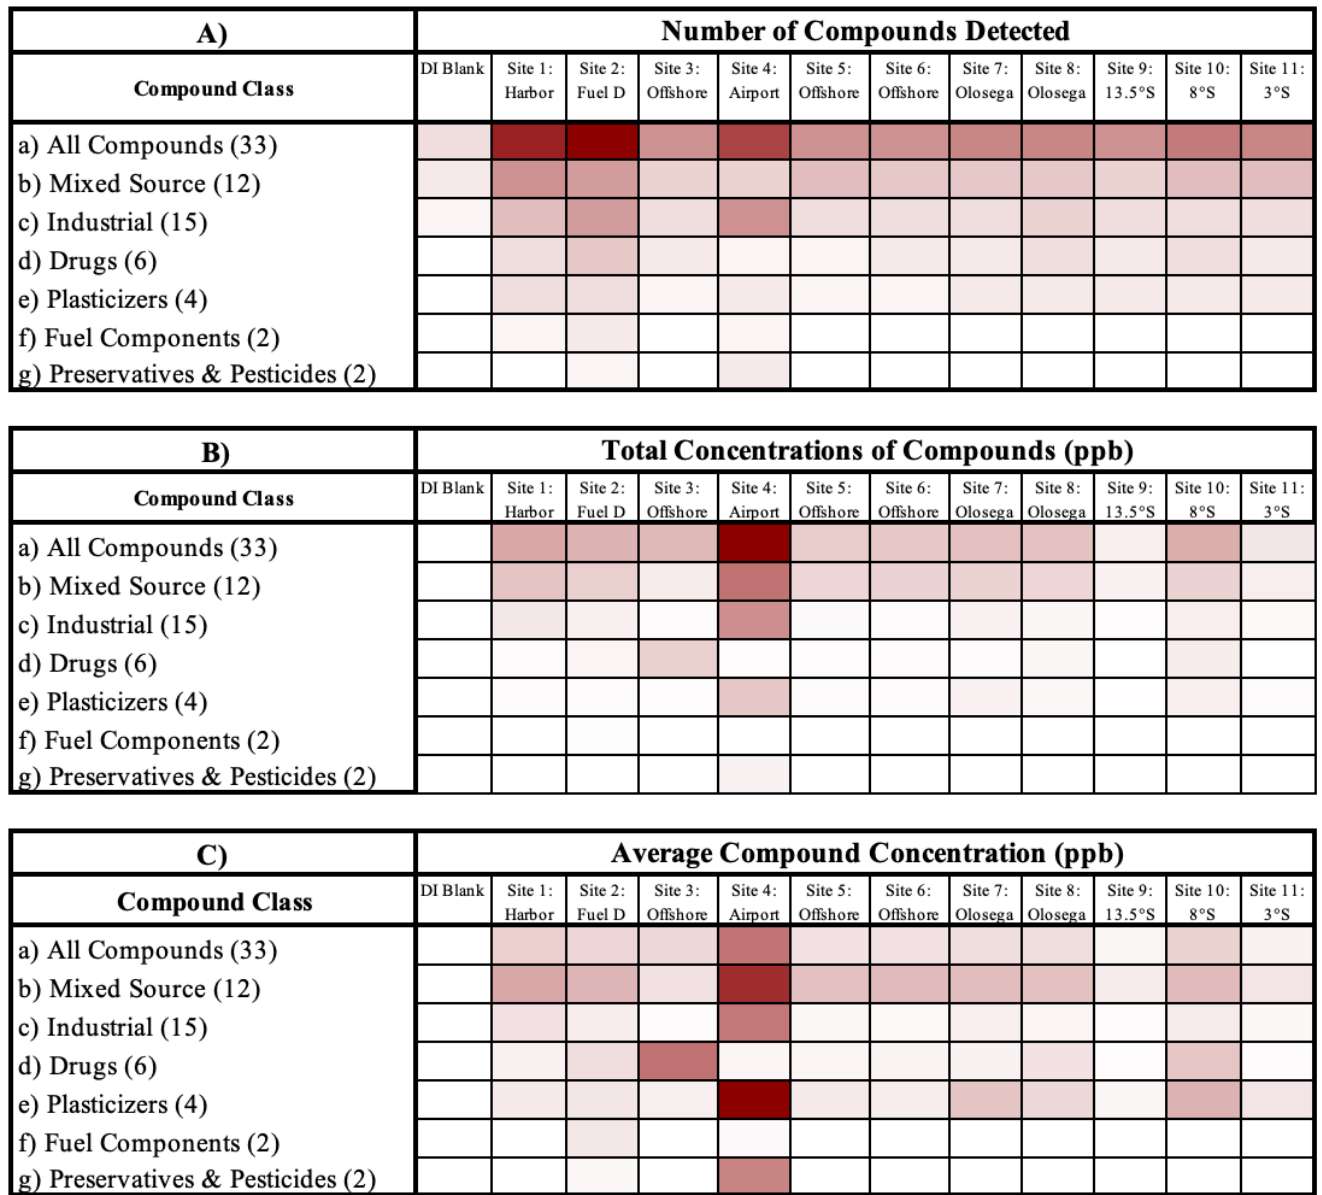 A) Number of Compounds Detected
Compound Class DI Blank Site 1: Harbor Site 2: Fuel D Site 3: Offshore Site 4: Airport Site 5: Offshore Site 6: Offshore Site 7: Olosega Site 8: Olosega Site 9: 13.5°S Site 10: 8°S Site 11: 3°S
a) All Compounds (33)
b) Mixed Source (12)
c) Industrial (15)
d) Drugs (6)
e) Plasticizers (4)
f) Fuel Components (2)
g) Preservatives & Pesticides (2)
B) Total Concentrations of Compounds (ppb)
Compound Class DI Blank Site 1: Harbor Site 2: Fuel D Site 3: Offshore Site 4: Airport Site 5: Offshore Site 6: Offshore Site 7: Olosega Site 8: Olosega Site 9: 13.5°S Site 10: 8°S Site 11: 3°S
a) All Compounds (33)
b) Mixed Source (12)
c) Industrial (15)
d) Drugs (6)
e) Plasticizers (4)
f) Fuel Components (2)
g) Preservatives & Pesticides (2)
C) Average Compound Concentration (ppb)
Compound Class DI Blank Site 1: Harbor Site 2: Fuel D Site 3: Offshore Site 4: Airport Site 5: Offshore Site 6: Offshore Site 7: Olosega Site 8: Olosega Site 9: 13.5°S Site 10: 8°S Site 11: 3°S
a) All Compounds (33)
b) Mixed Source (12)
c) Industrial (15)
d) Drugs (6)
e) Plasticizers (4)
f) Fuel Components (2)
g) Preservatives & Pesticides (2)